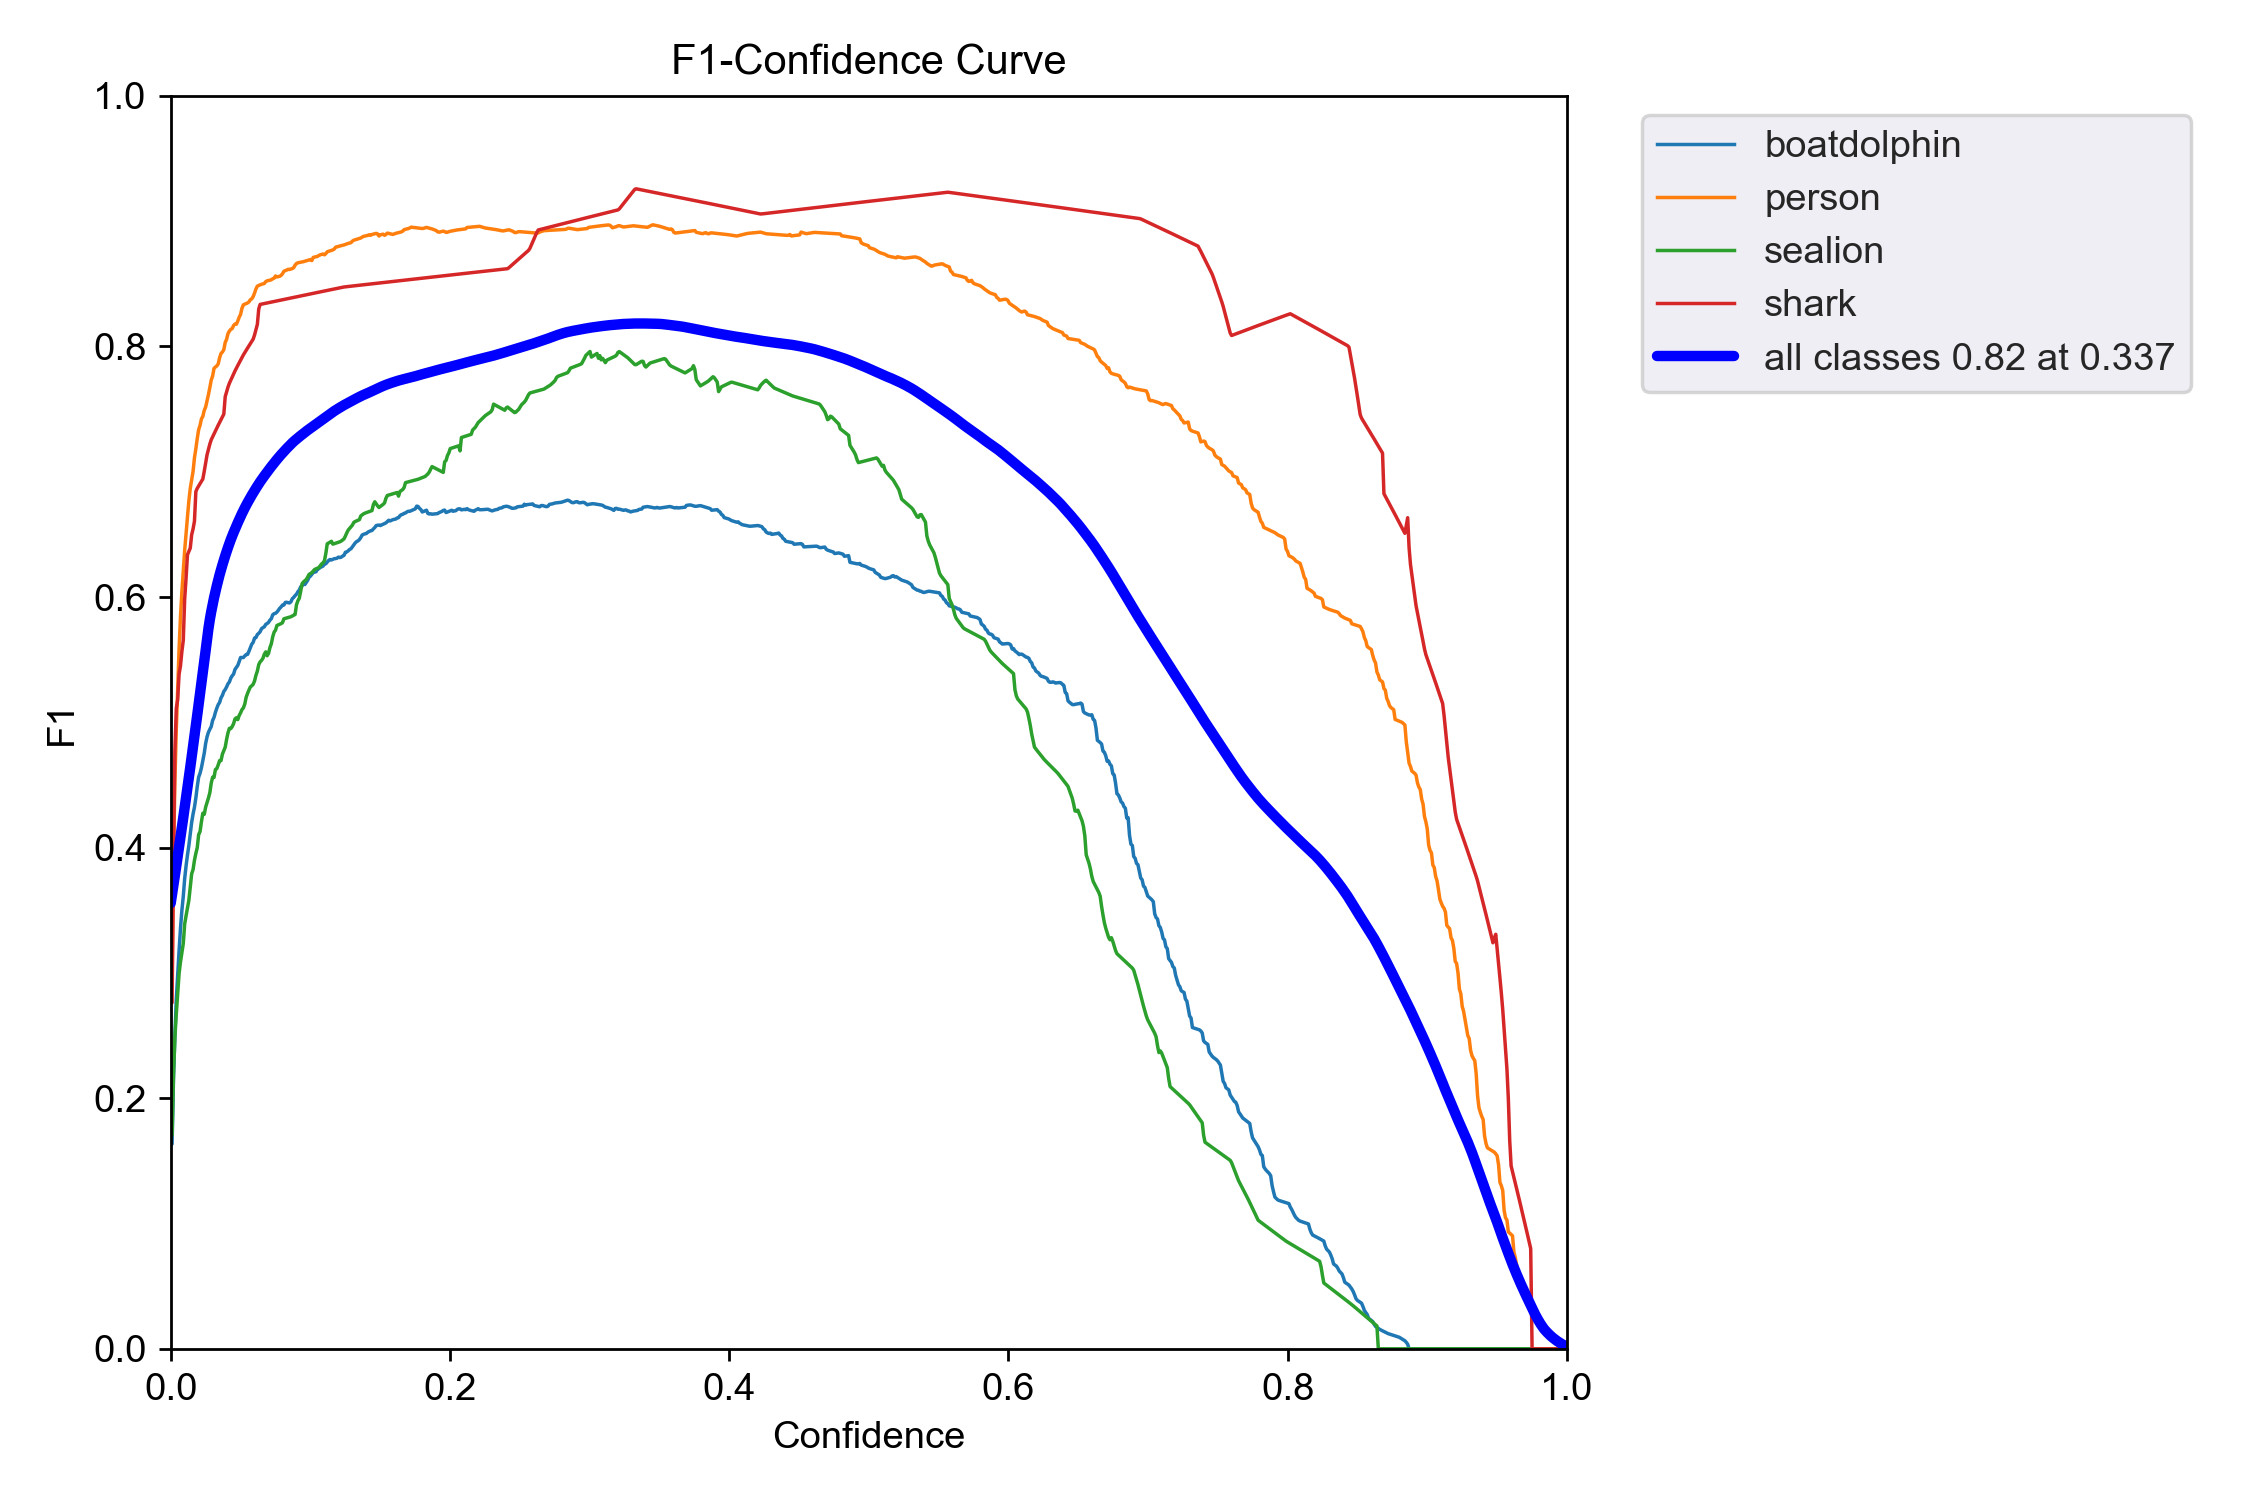 F1-Confidence Curve
1.0
0.8
0.6
0.4
0.2
0.0
F1
0.0 0.2 0.4 0.6 0.8 1.0
Confidence
boatdolphin
person
sealion
shark
all classes 0.82 at 0.337